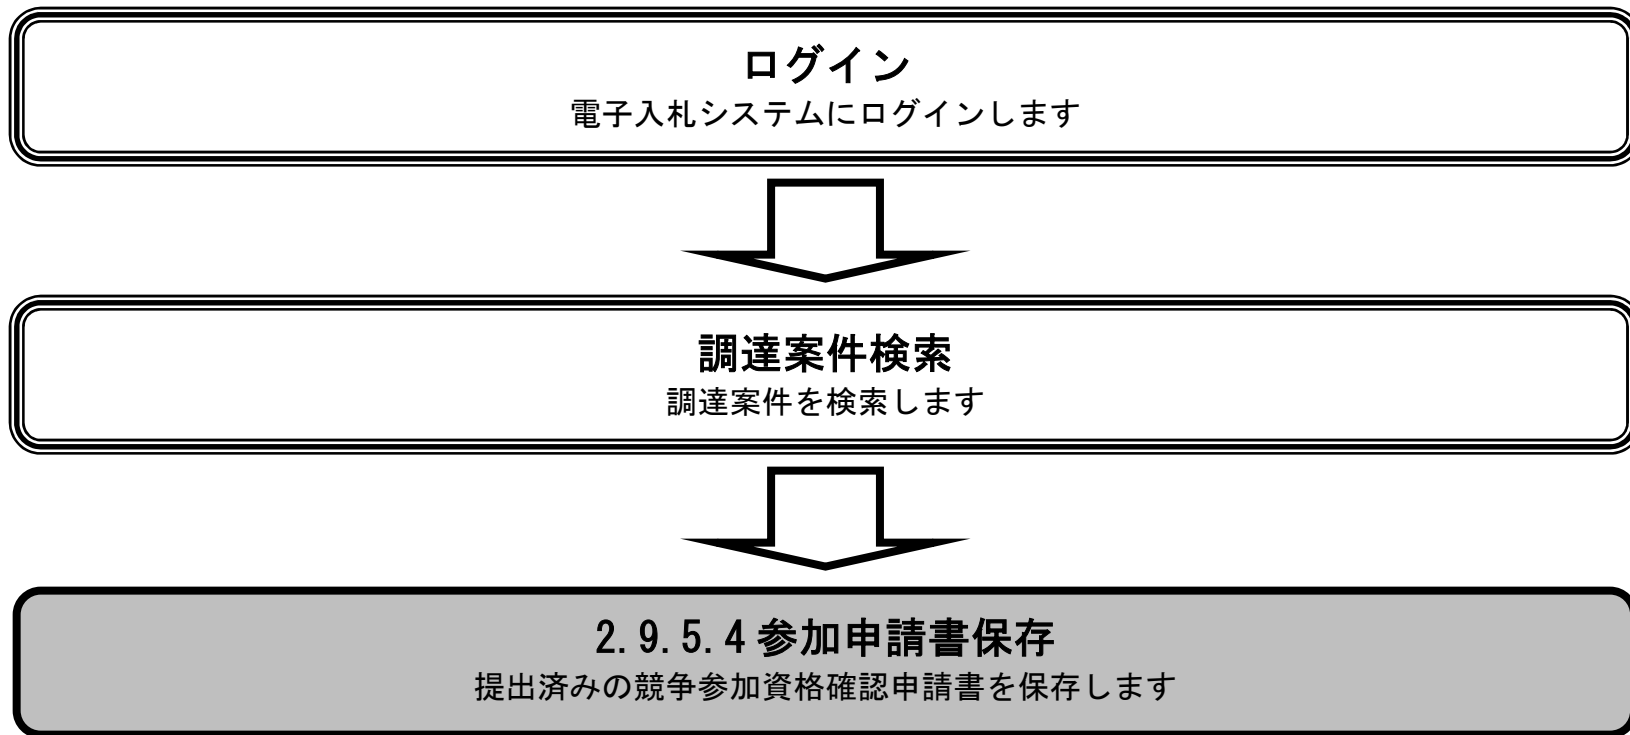 ログイン
電子入札システムにログインします
調達案件検索
調達案件を検索します
2.9.5.4 参加申請書保存
提出済みの競争参加資格確認申請書を保存します